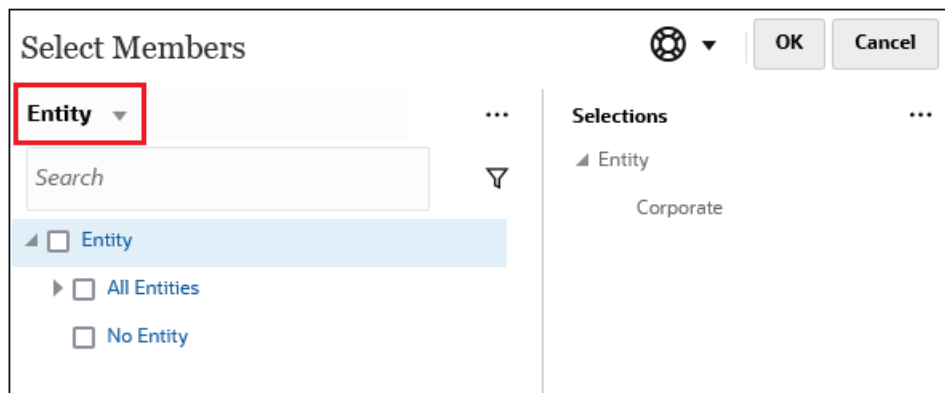 Select Members
OK
Cancel
Entity
Selections
Search
Entity
Corporate
Entity
All Entities
No Entity